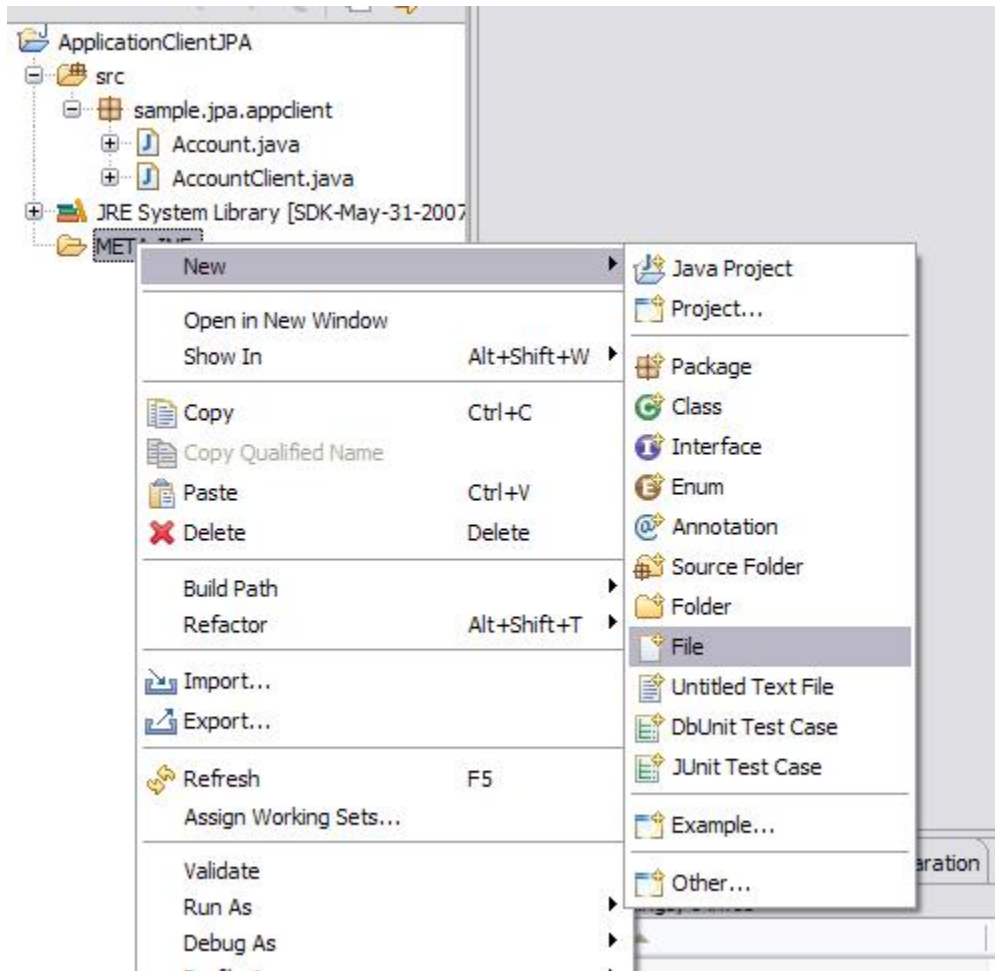 ApplicationClientJPA
src
sample.jpa.appclient
Account.java
AccountClient.java
JRE System Library [SDK-May-31-2007
New
Open in New Window
Show In Alt+Shift+W
Copy Ctrl+C
Copy Qualified Name
Paste Ctrl+V
Delete Delete
Build Path
Refactor Alt+Shift+T
Import...
Export...
Refresh F5
Assign Working Sets...
Validate
Run As
Debug As
Java Project
Project...
Package
Class
Interface
Enum
Annotation
Source Folder
Folder
File
Untitled Text File
DbUnit Test Case
JUnit Test Case
Example...
Other...
aration